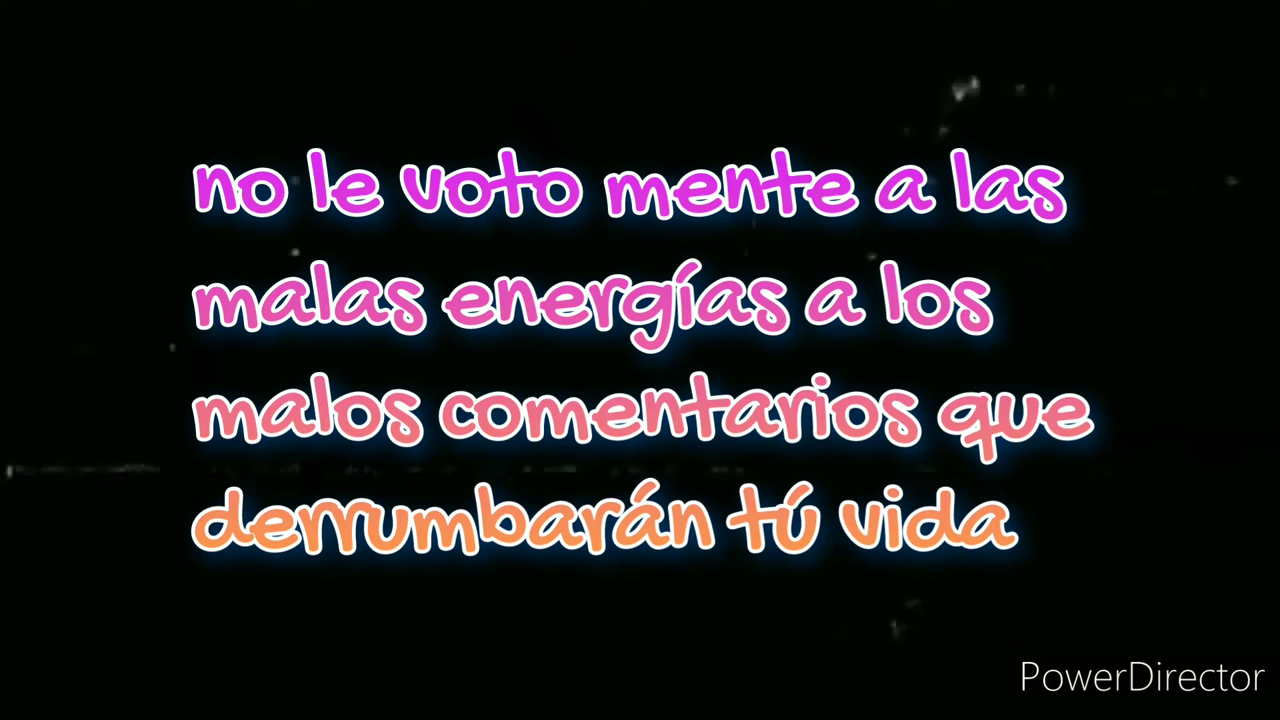 no le voto mente a las
malas energías a los
malos comentarios que
derrumbarán tú vida
PowerDirector